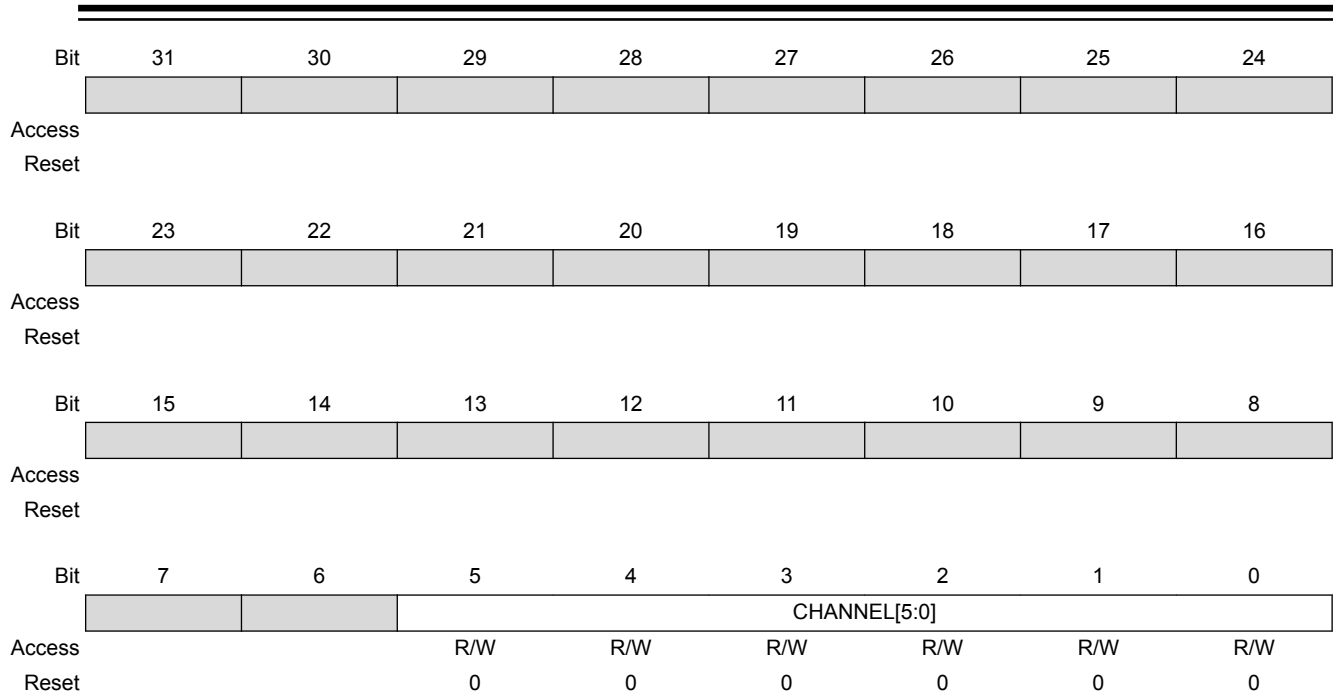 Bit 31 30 29 28 27 26 25 24
Access
Reset
Bit 23 22 21 20 19 18 17 16
Access
Reset
Bit 15 14 13 12 11 10 9 8
Access
Reset
Bit 7 6 5 4 3 2 1 0
CHANNEL[5:0]
Access R/W R/W R/W R/W R/W R/W
Reset 0 0 0 0 0 0